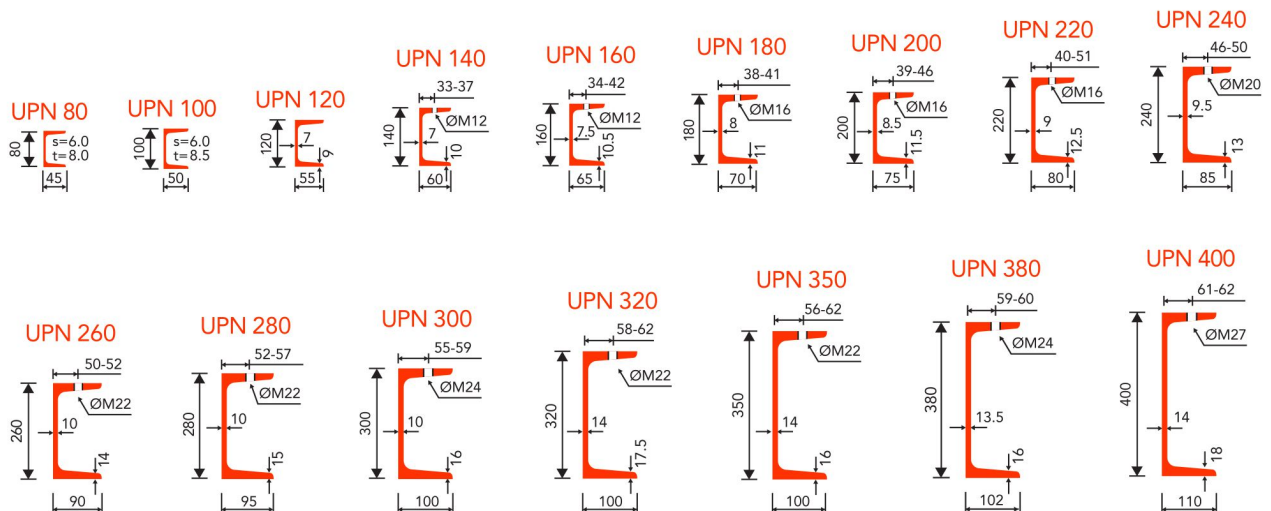 UPN 80
80
45
UPN 100
100
s=6.0
t=8.5
50
UPN 120
120
7
9
55
UPN 140
33-37
ØM12
140
7
10
60
UPN 160
34-42
ØM12
160
7.5
10.5
65
UPN 180
38-41
ØM16
180
8
11
70
UPN 200
39-46
ØM16
200
8.5
11.5
75
UPN 220
40-51
ØM16
220
9
12.5
80
UPN 240
46-50
ØM20
240
9.5
13
85
s=6.0
t=8.0
UPN 260
50-52
ØM22
260
10
14
90
UPN 280
52-57
ØM22
280
10
15
95
UPN 300
55-59
ØM24
300
10
16
100
UPN 320
58-62
ØM22
320
14
17.5
100
UPN 350
56-62
ØM22
350
14
16
100
UPN 380
59-60
ØM24
380
13.5
16
102
UPN 400
61-62
ØM27
400
14
18
110